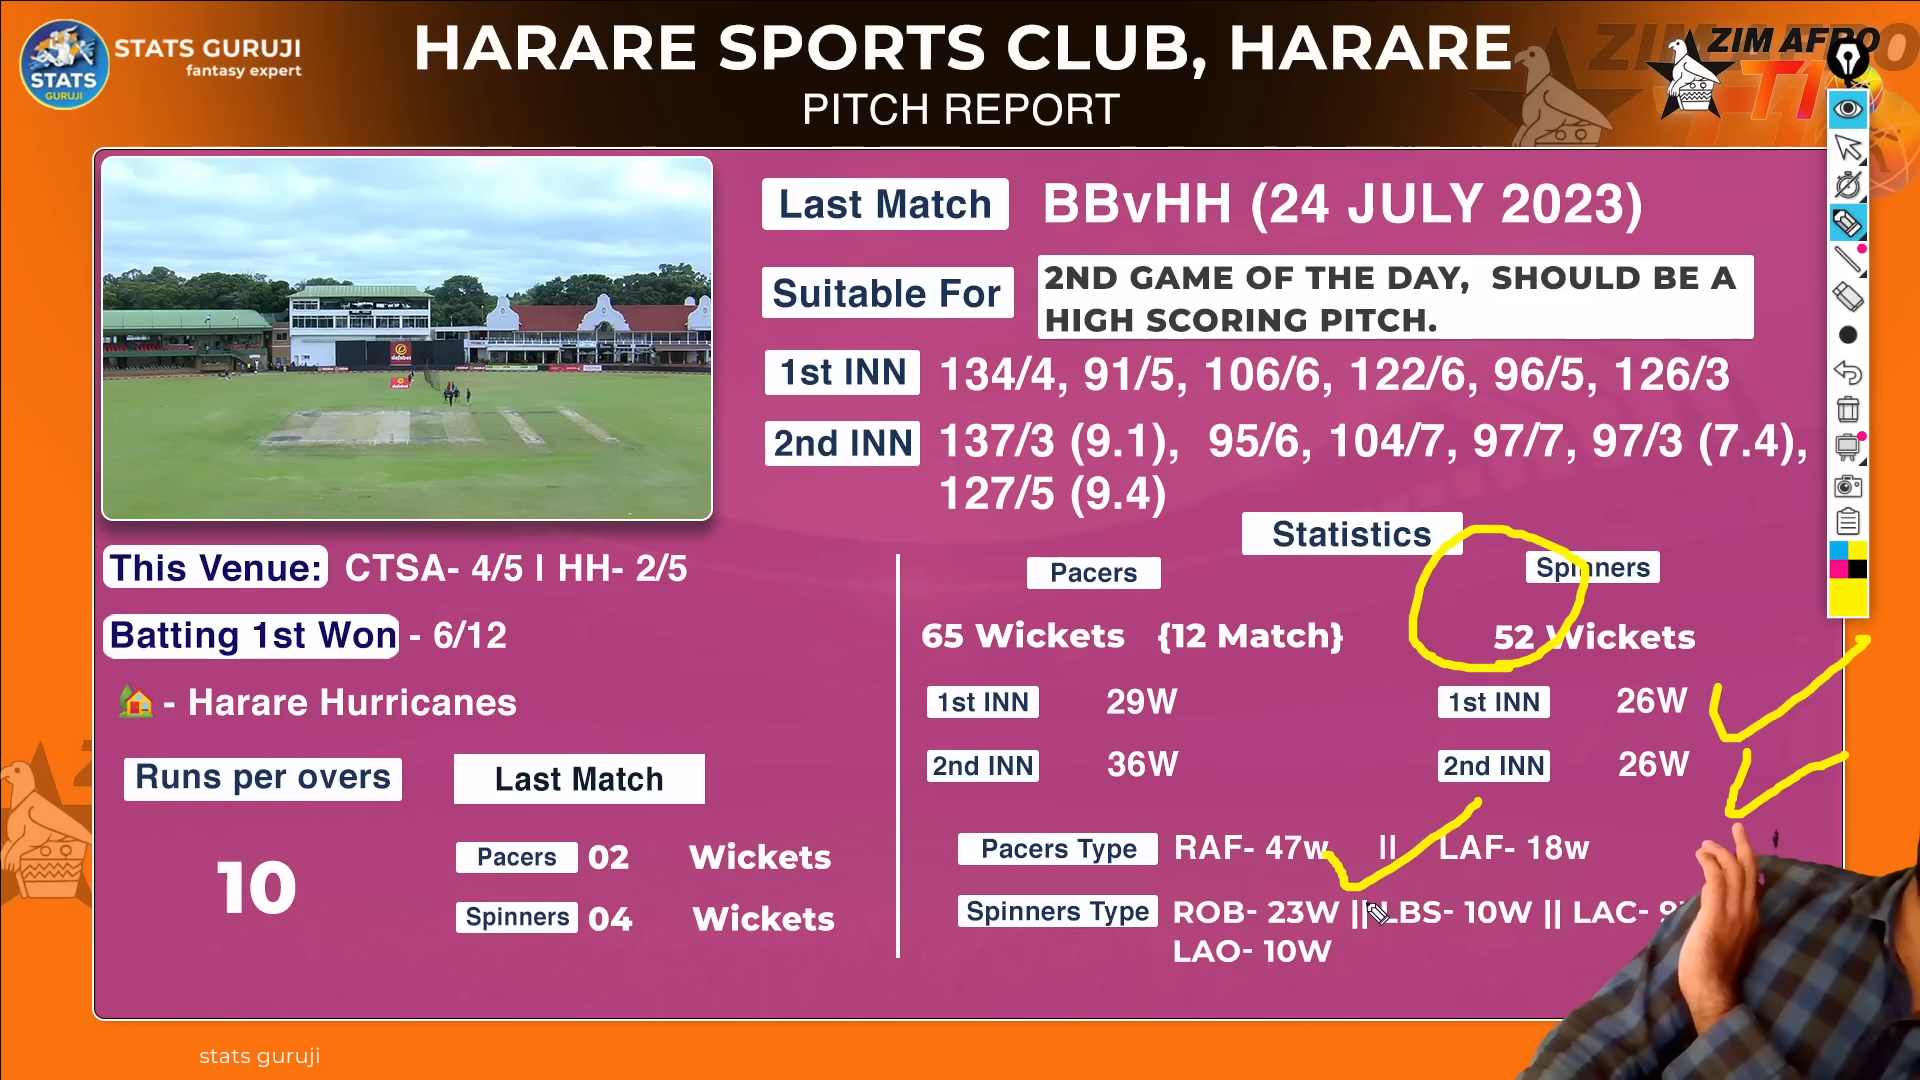 STATS GURUJI
fantasy expert
STATS
GURUJI
HARARE SPORTS CLUB, HARARE
PITCH REPORT
ZIM AFRO
Last Match BBvHH (24 JULY 2023)
Suitable For 2ND GAME OF THE DAY, SHOULD BE A
HIGH SCORING PITCH.
1st INN 134/4, 91/5, 106/6, 122/6, 96/5, 126/3
2nd INN 137/3 (9.1), 95/6, 104/7, 97/7, 97/3 (7.4),
127/5 (9.4)
This Venue: CTSA- 4/5 | HH- 2/5
Batting 1st Won - 6/12
- Harare Hurricanes
Runs per overs
10
Last Match
Pacers 02 Wickets
Spinners 04 Wickets
Statistics
Pacers Spinners
65 Wickets {12 Match} 52 Wickets
1st INN 29W 1st INN 26W
2nd INN 36W 2nd INN 26W
Pacers Type RAF- 47w || LAF- 18w
Spinners Type ROB- 23W || LBS- 10W || LAC-
LAO- 10W
stats guruji